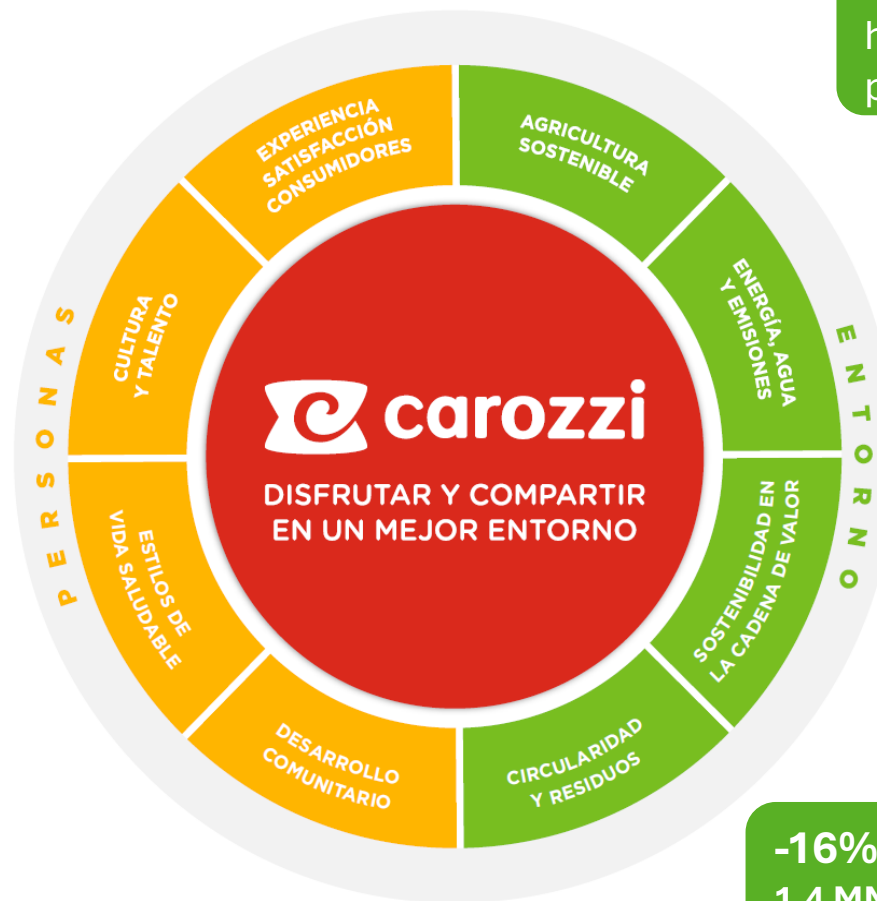 EXPERIENCIA
SATISFACCIÓN
CONSUMIDORES
AGRICULTURA
SOSTENIBLE
ENERGÍA, AGUA
Y EMISIONES
SOSTENIBILIDAD EN
LA CADENA DE VALOR
CIRCULARIDAD
Y RESIDUOS
DESARROLLO
COMUNITARIO
ESTILOS DE
VIDA SALUDABLE
CULTURA
Y TALENTO
PERSONAS
ENTORNO
carozzi
DISFRUTAR Y COMPARTIR
EN UN MEJOR ENTORNO
-16%